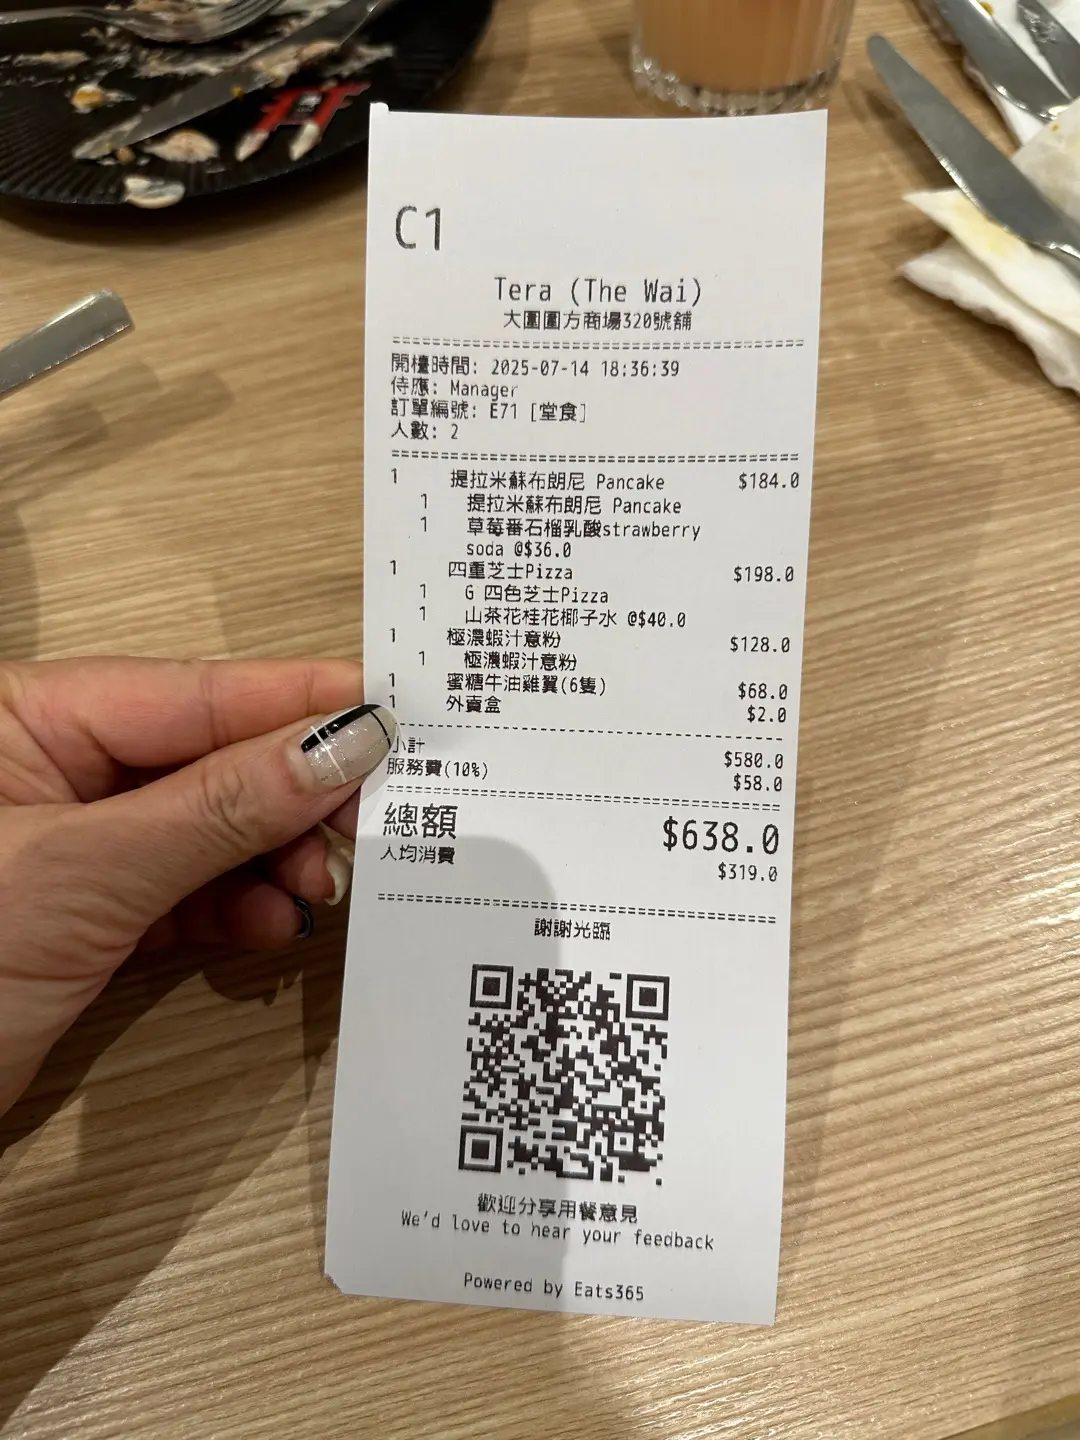 C1
Tera (The Wai)
大圍圍方商場320號舖
開檯時間: 2025-07-14 18:36:39
侍應: Manager
訂單編號: E71 [堂食]
人數: 2
1 提拉米蘇布朗尼 Pancake $184.0
1 提拉米蘇布朗尼 Pancake
1 草莓番石榴乳酸strawberry
soda @$36.0
1 四重芝士Pizza $198.0
1 G 四色芝士Pizza
1 山茶花桂花椰子水 @$40.0
1 極濃蝦汁意粉 $128.0
1 極濃蝦汁意粉
1 蜜糖牛油雞翼(6隻) $68.0
1 外賣盒 $2.0
小計 $580.0
服務費(10%) $58.0
總額 $638.0
人均消費 $319.0
謝謝光臨
歡迎分享用餐意見
We'd love to hear your feedback
Powered by Eats365